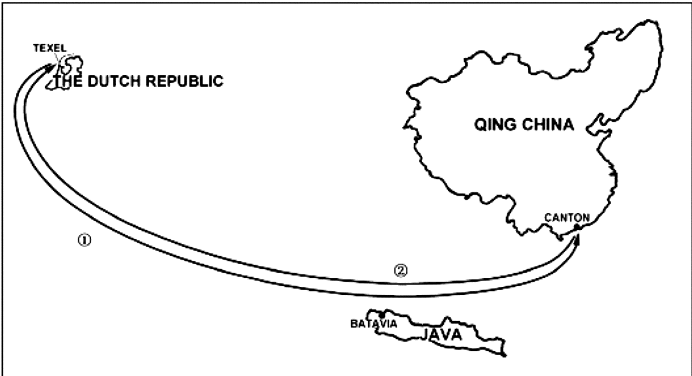 TEXEL
THE DUTCH REPUBLIC
QING CHINA
CANTON
①
②
BATAVIA
JAVA